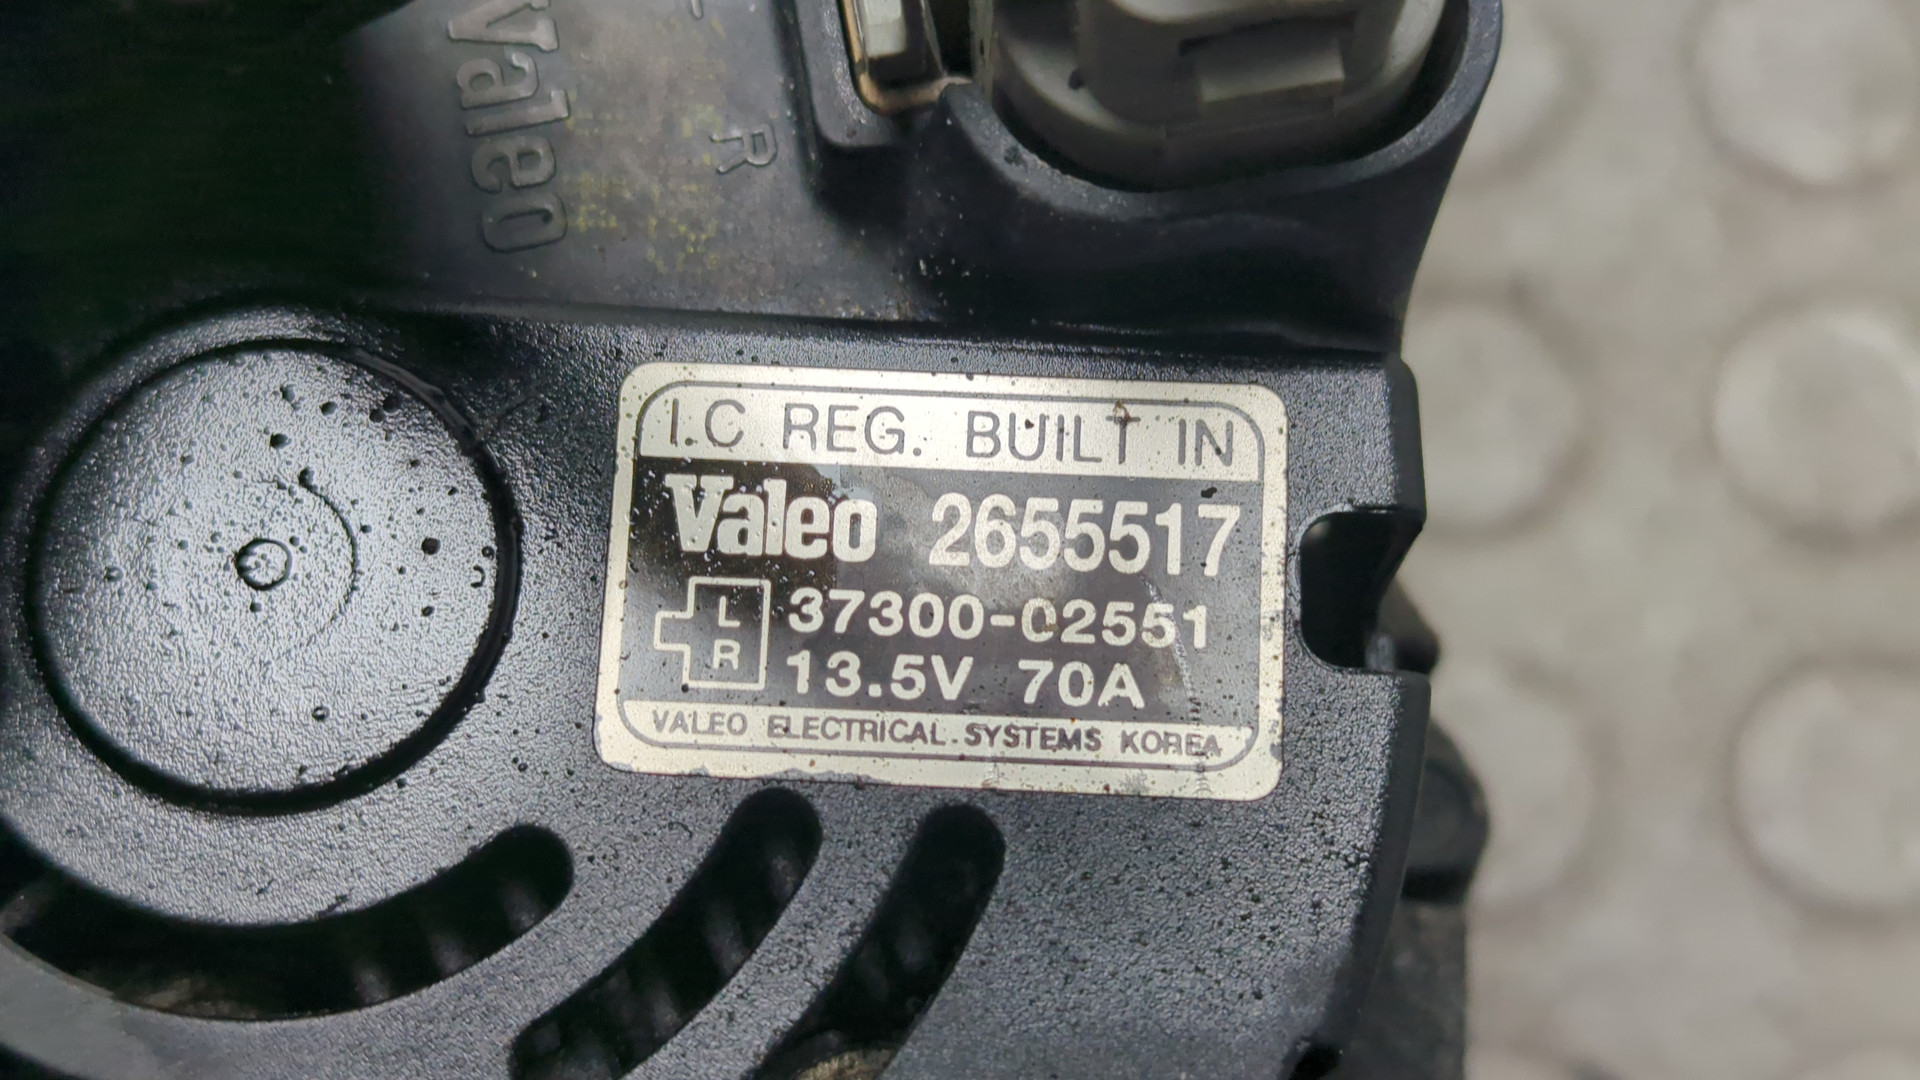 valeo
R
I.C REG. BUILT IN
Valeo 2655517
L
R
37300-02551
13.5V 70A
VALEO ELECTRICAL SYSTEMS KOREA